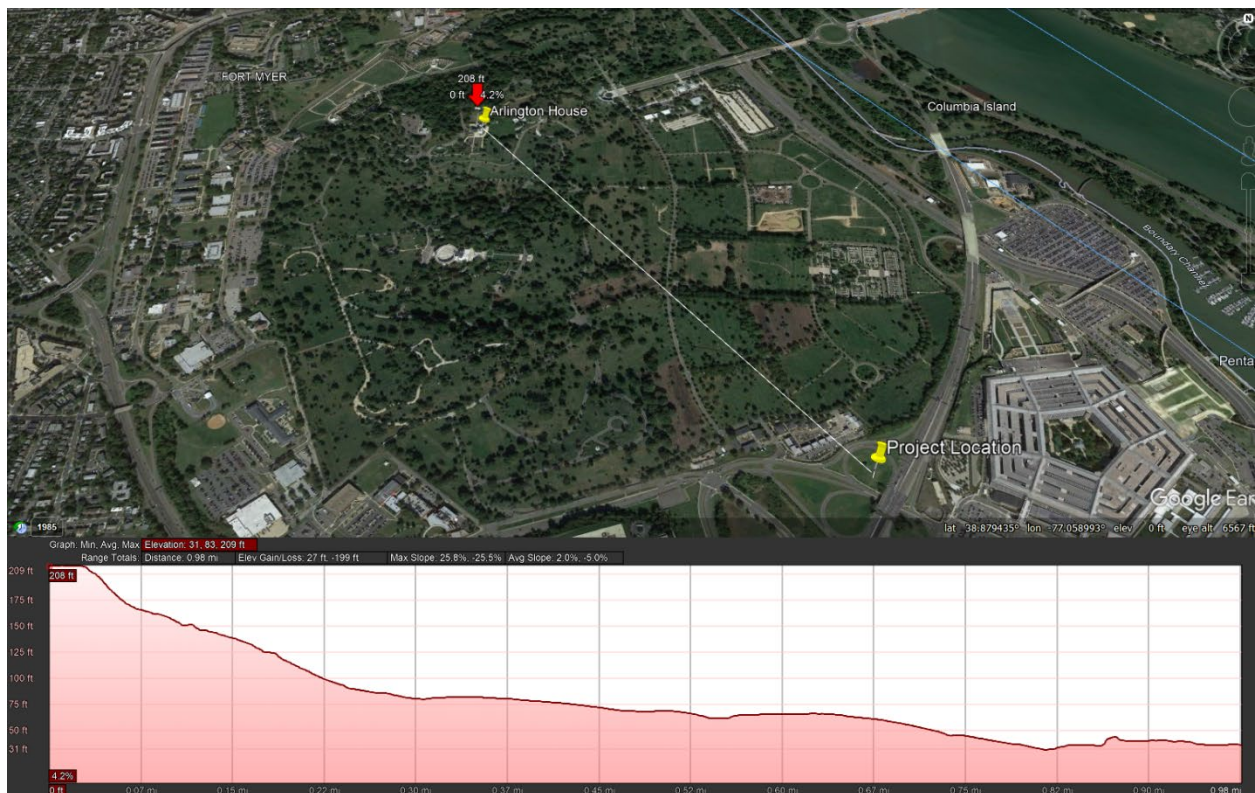 N
FORT MYER
208 ft
0 ft 4.2%
Arlington House
Columbia Island
Boundary Channel
Penta
Project Location
Google Ear
1985
lat 38.879435° lon -77.058993° elev 0 ft eye alt 6567 ft
Graph: Min, Avg, Max Elevation: 31, 83, 209 ft
Range Totals: Distance: 0.98 mi Elev Gain/Loss: 27 ft, -199 ft Max Slope: 25.8%, -25.5% Avg Slope: 2.0%, -5.0%
209 ft
208 ft
175 ft
150 ft
125 ft
100 ft
75 ft
50 ft
31 ft
4.2%
0 ft 0.07 mi 0.15 mi 0.22 mi 0.30 mi 0.37 mi 0.45 mi 0.52 mi 0.60 mi 0.67 mi 0.75 mi 0.82 mi 0.90 mi 0.98 mi